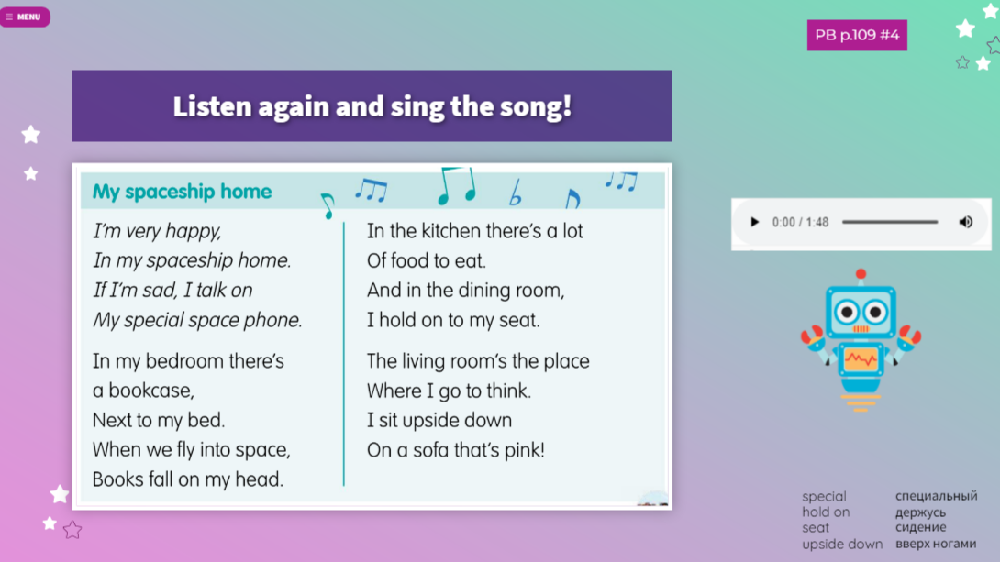 MENU
PB p.109 #4
Listen again and sing the song!
My spaceship home
I'm very happy,
In my spaceship home.
If I'm sad, I talk on
My special space phone.
In my bedroom there's
a bookcase,
Next to my bed.
When we fly into space,
Books fall on my head.
In the kitchen there's a lot
Of food to eat.
And in the dining room,
I hold on to my seat.
The living room's the place
Where I go to think.
I sit upside down
On a sofa that's pink!
0:00 / 1:48
special специальный
hold on держусь
seat сидение
upside down вверх ногами